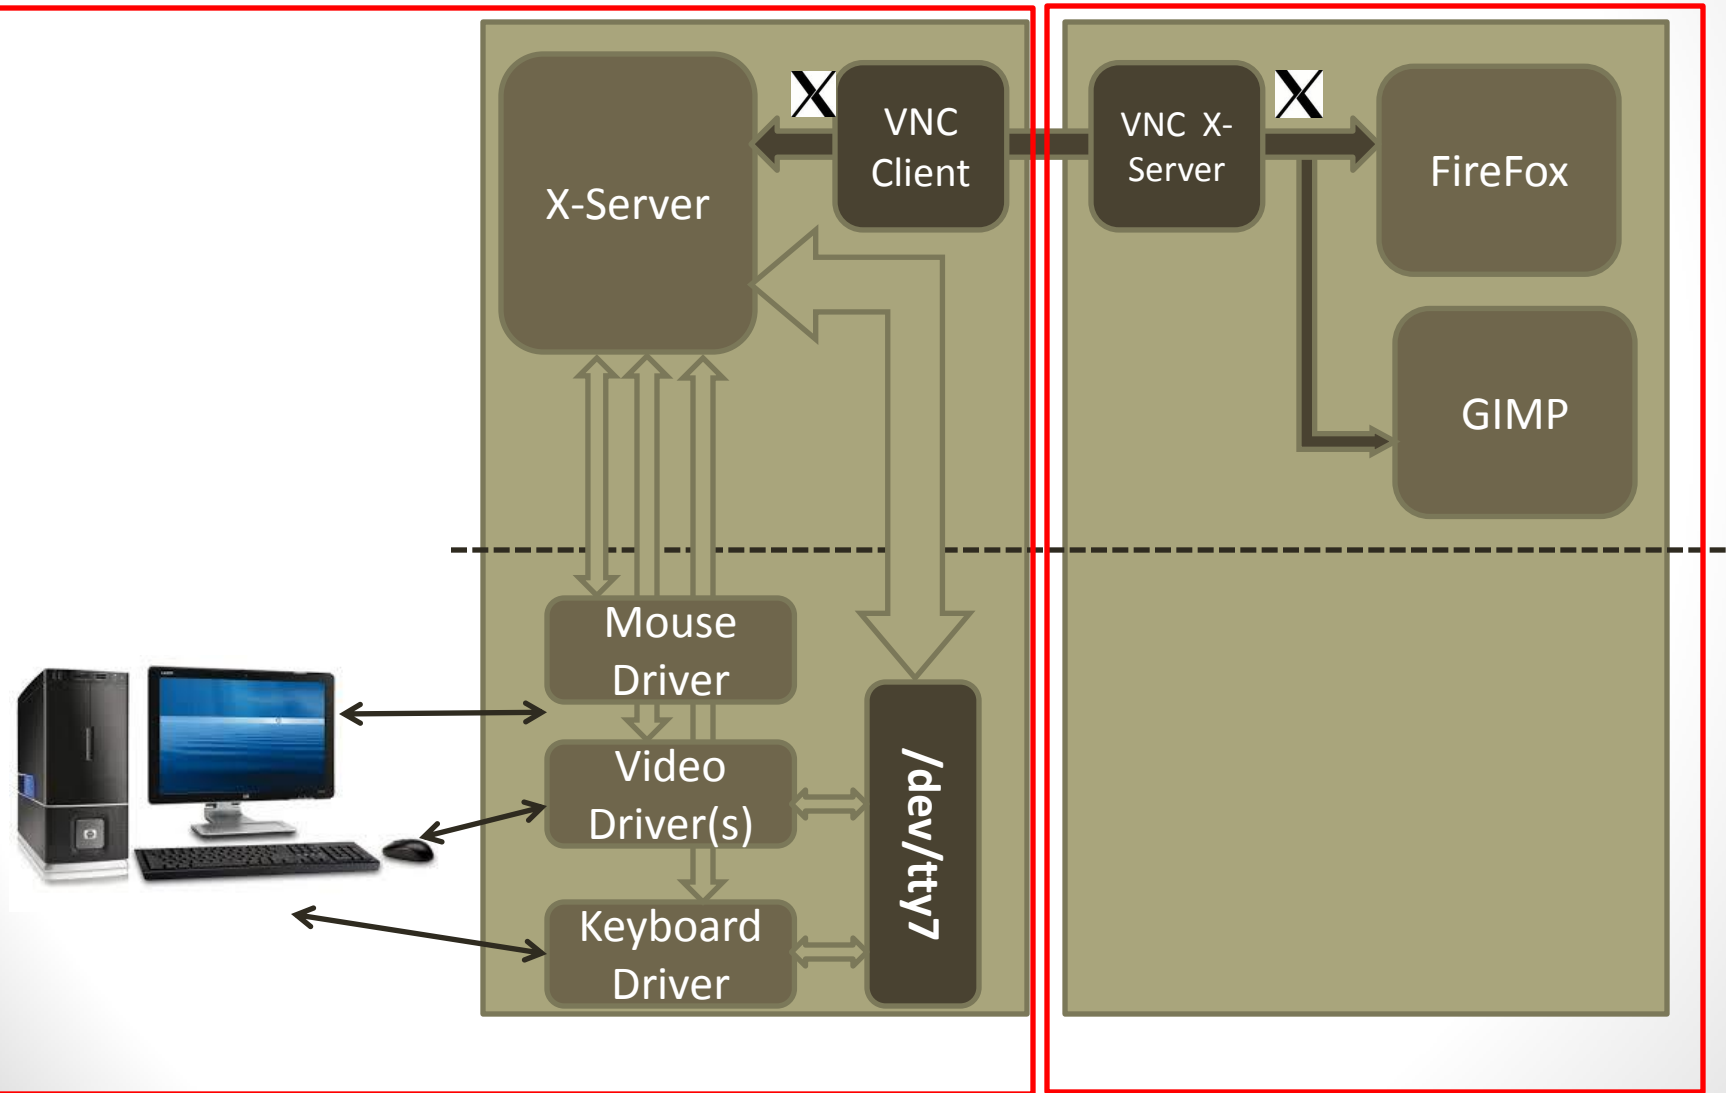 X-Server
X
VNC
Client
VNC X-
Server
X
FireFox
GIMP
Mouse
Driver
Video
Driver(s)
Keyboard
Driver
/dev/tty7